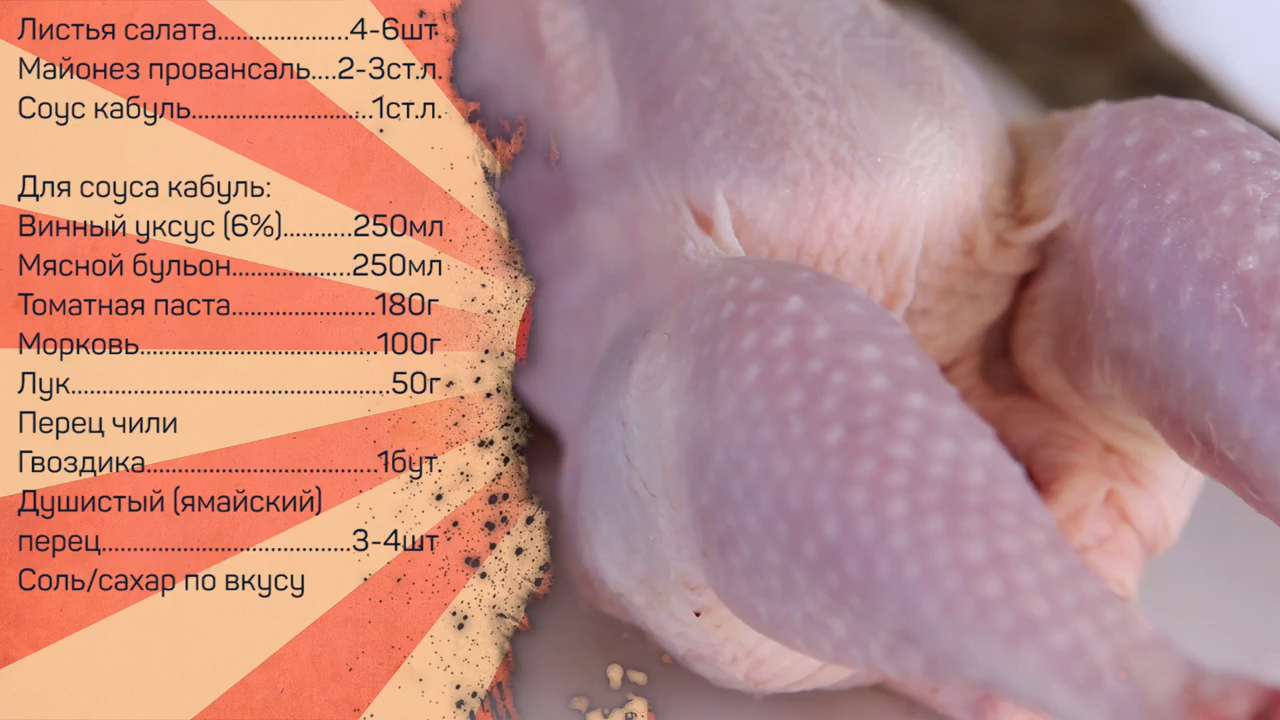 Листья салата...................4-6шт.
Майонез провансаль....2-3ст.л.
Соус кабуль..........................1ст.л.
Для соуса кабуль:
Винный уксус (6%)..........250мл
Мясной бульон.................250мл
Томатная паста.....................180г
Морковь..................................100г
Лук..............................................50г
Перец чили
Гвоздика..................................1бут.
Душистый (ямайский)
перец....................................3-4шт
Соль/сахар по вкусу